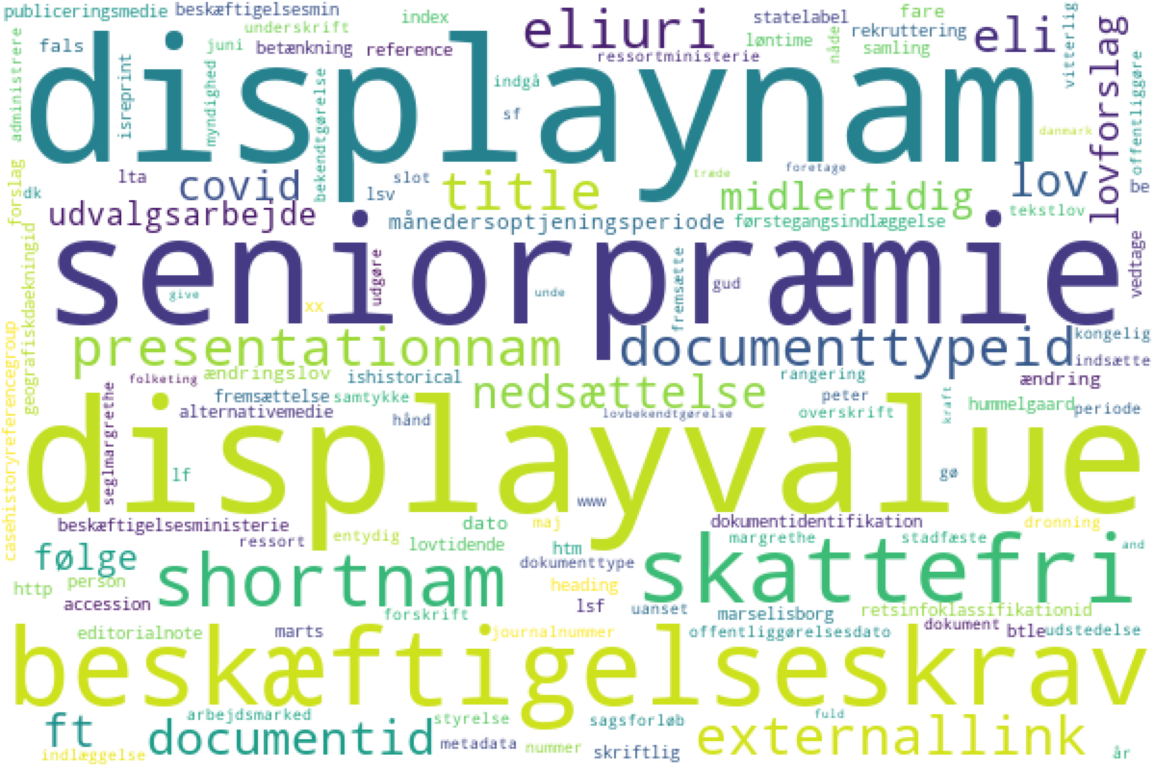 publiceringsmedie
beskæftigelsesmin
index
eliuri
statelabel
fare
underskrift
rekruttering
eli
vitterlig
lovforslag
administrere
fals
juni
betænkning
reference
ressortministerie
løntime
nåde
samling
displaynam
isreprint
myndighed
bekendtgørelse
indgå
sf
danmark
offentliggøre
forslag
dk
lta
covid
lsv
slot
title
træde
foretage
midlertidig
lov
be
tekstlov
udvalgsarbejde
månedersoptjeningsperiode
førstegangsindlæggelse
geografiskdaekningid
seniorpræmie
give
xx
udgøre
unde
fremsætte
gud
vedtage
casehistoryreferencegroup
presentationnam
documenttypeid
kongelig
indsætte
folketing
ændringslov
ishistorical
nedsættelse
rangering
ændring
seglmargrethe
fremsættelse
samtykke
alternativemedie
hånd
lovbekendtgørelse
peter
overskrift
kraft
hummelgaard
periode
displayvalue
lf
www
gø
beskæftigelsesministerie
ressort
entydig
dato
lovtidende
maj
htm
dokumentidentifikation
margrethe
stadfæste
dronning
and
følge
http
person
accession
shortnam
dokumenttype
heading
lsf
skattefri
forskrift
uanset
marselisborg
retsinfoklassifikationid
editorialnote
marts
journalnummer
offentliggørelsesdato
dokument
btle
udstedelse
beskæftigelseskrav
ft
indlæggelse
arbejdsmarked
documentid
styrelse
metadata
nummer
sagsforløb
skriftlig
fuld
externallink
år